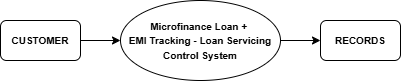 CUSTOMER
Microfinance Loan +
EMI Tracking - Loan Servicing
Control System
RECORDS